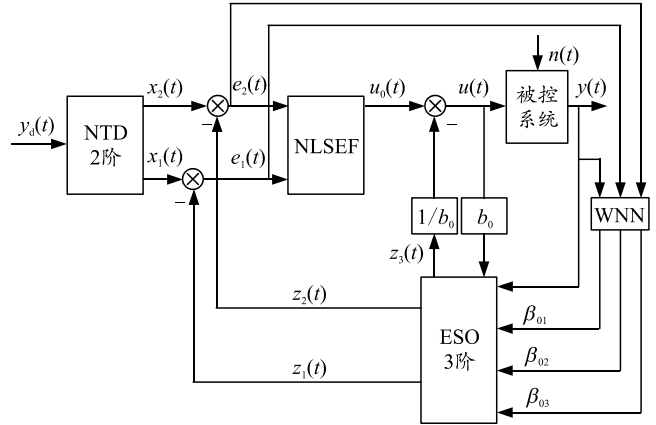 n(t)
x₂(t)
e₂(t)
u₀(t)
u(t)
y(t)
y_d(t)
NTD
2阶
NLSEF
被控
系统
x₁(t)
e₁(t)
−
−
−
1/b₀
b₀
WNN
z₃(t)
z₂(t)
ESO
3阶
β₀₁
z₁(t)
β₀₂
β₀₃